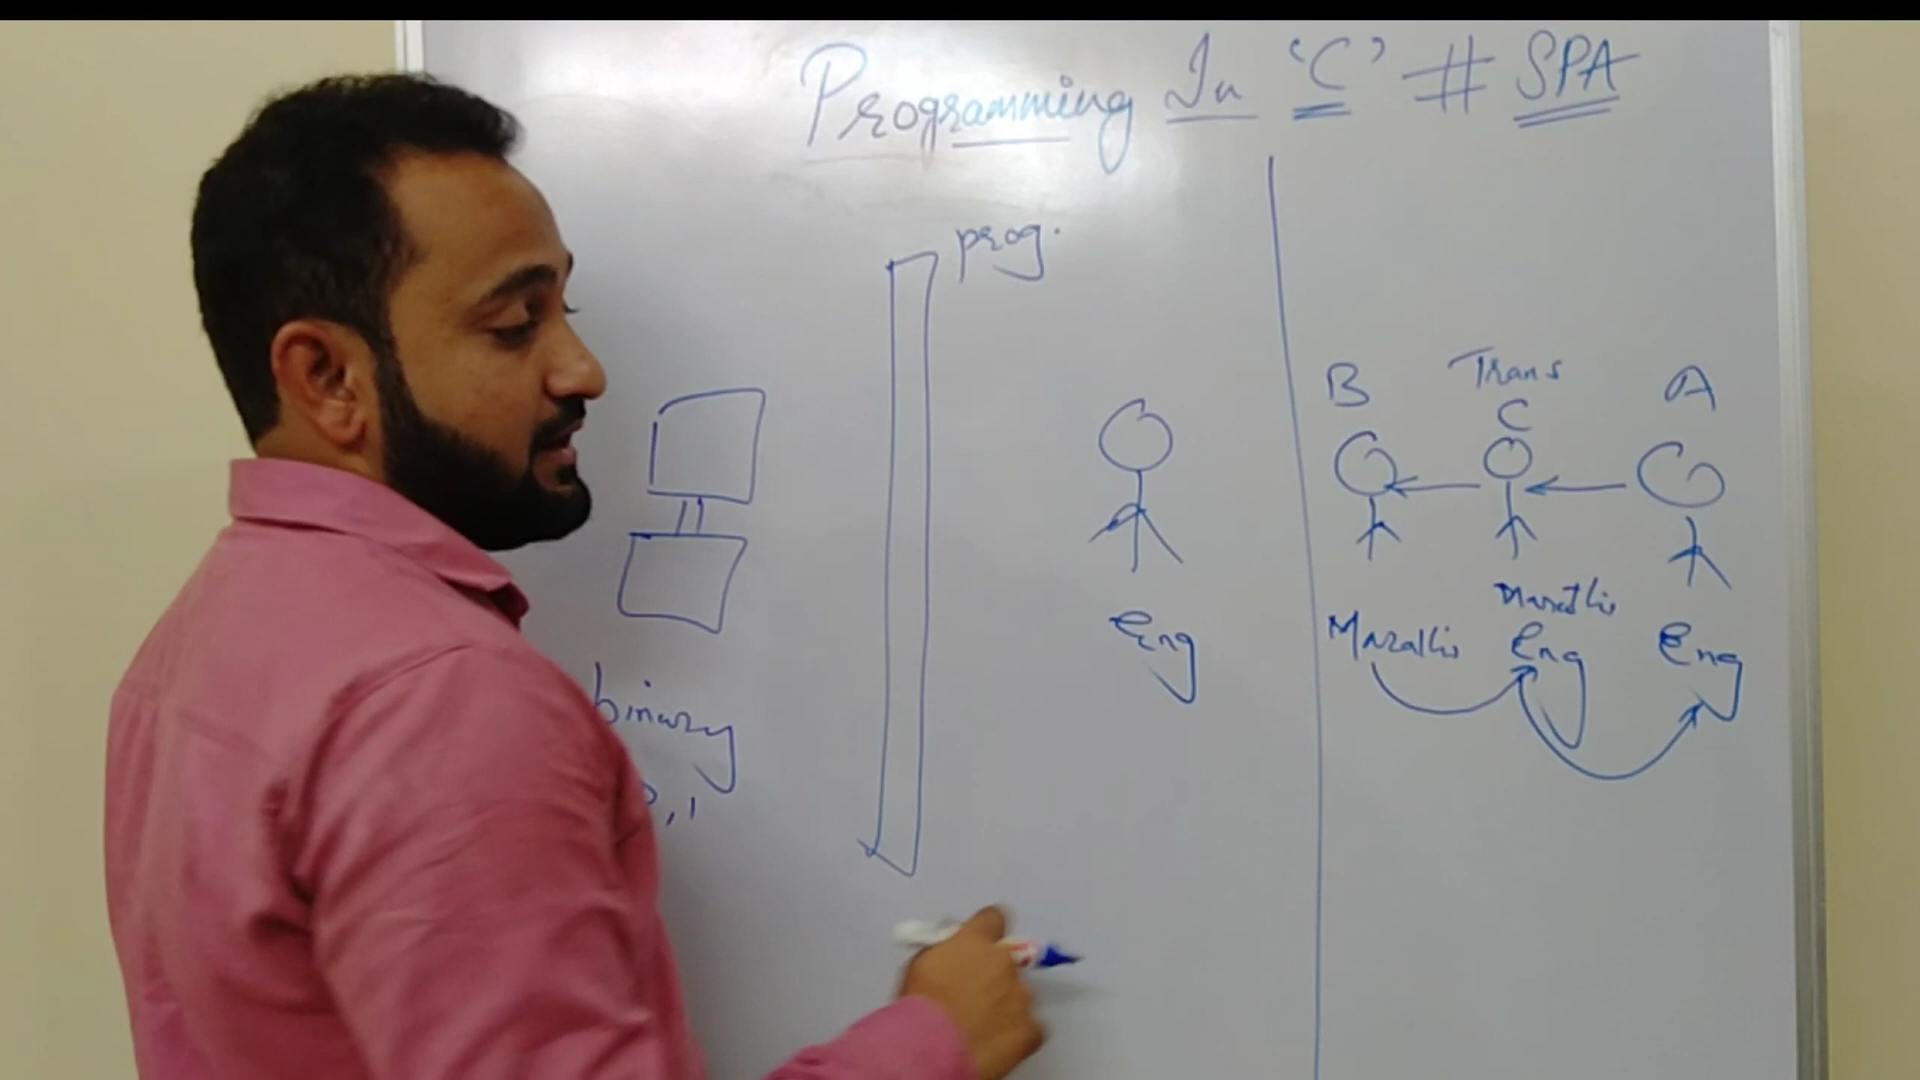 Programming In 'C' # SPA
prog.
B Trans A
C
Eng
Marathi
Marathi Eng Eng
binary
0,1